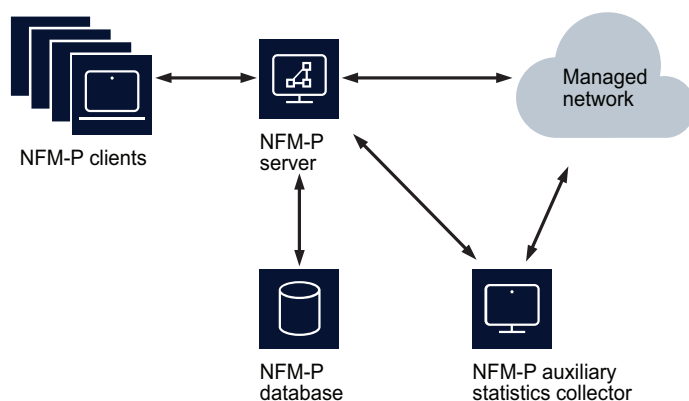 Managed
network
NFM-P clients
NFM-P
server
NFM-P
database
NFM-P auxiliary
statistics collector